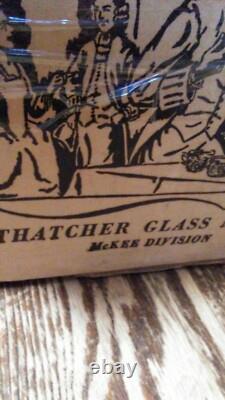 THATCHER GLASS
McKEE DIVISION
ebay